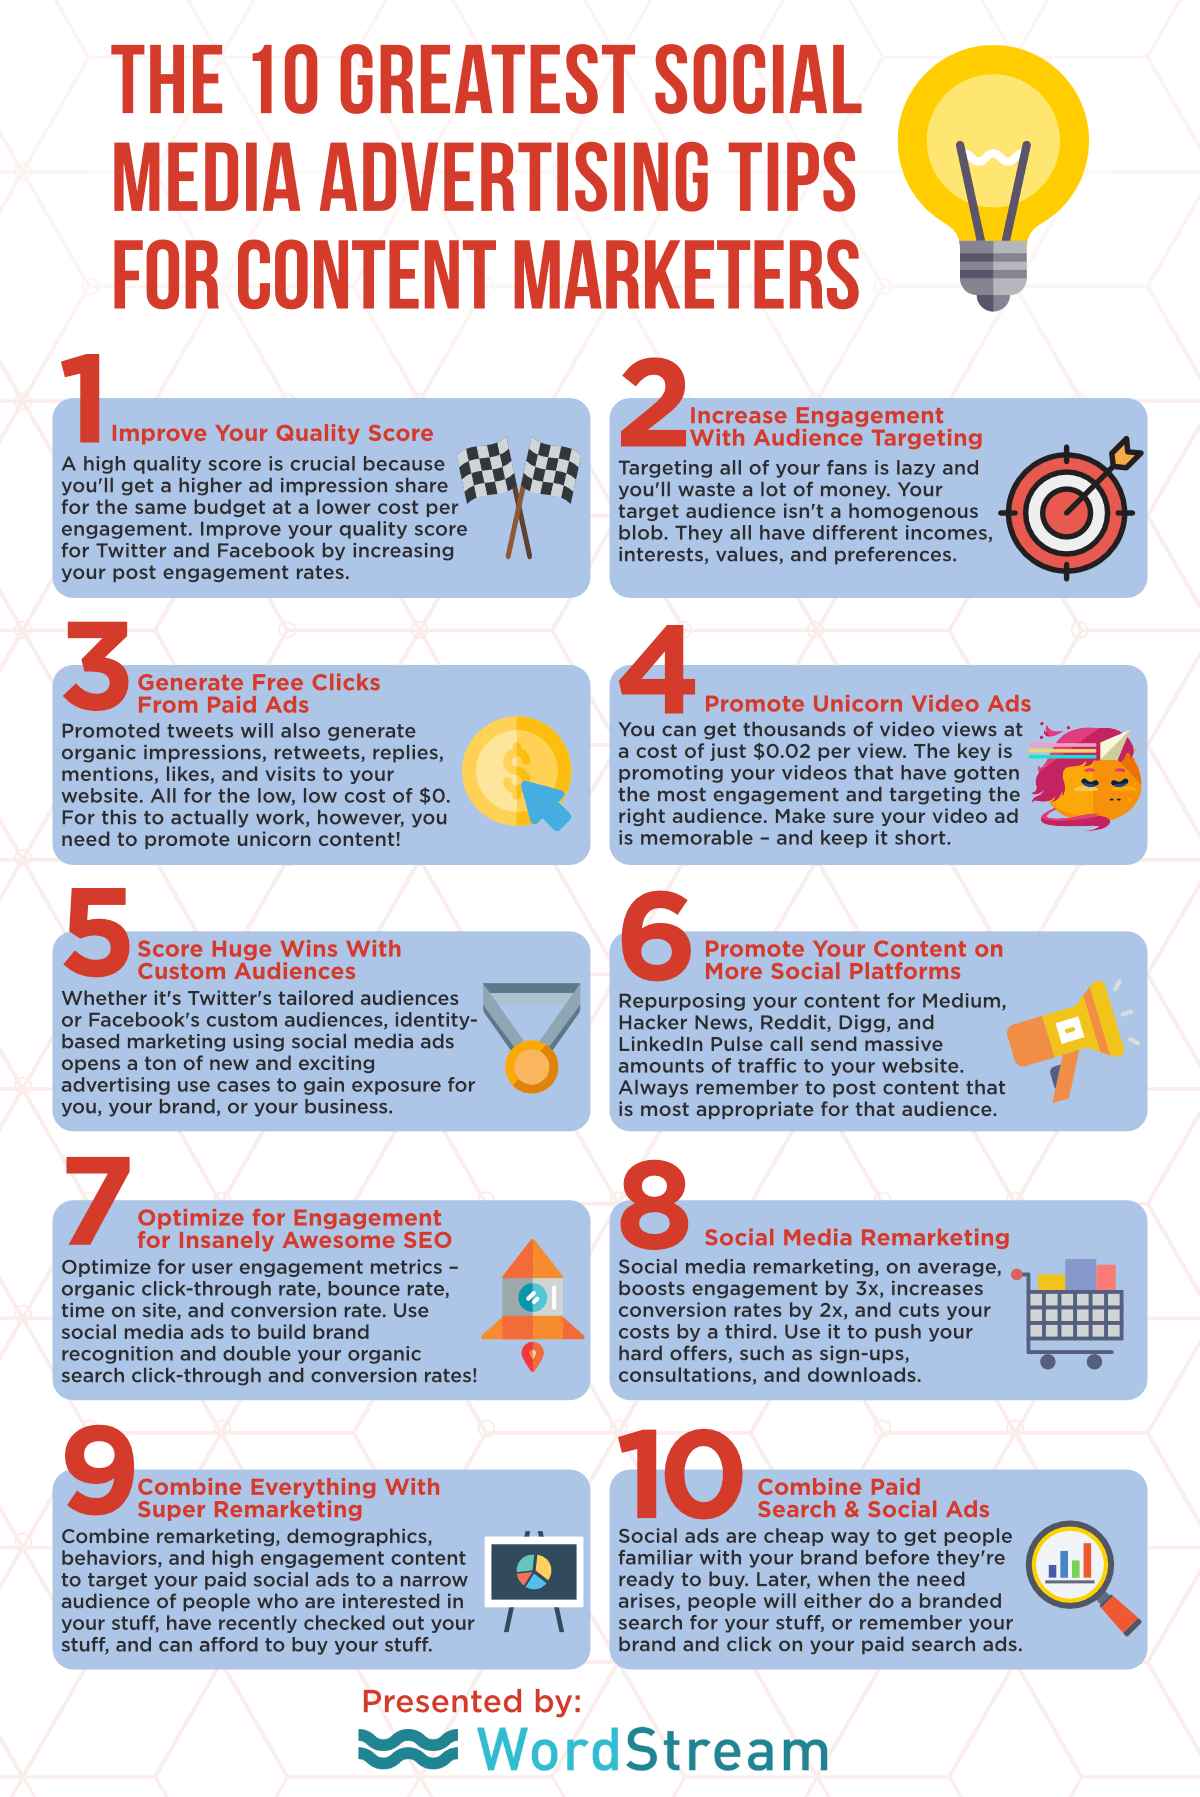 THE 10 GREATEST SOCIAL
MEDIA ADVERTISING TIPS
FOR CONTENT MARKETERS
1
Improve Your Quality Score
A high quality score is crucial because
you'll get a higher ad impression share
for the same budget at a lower cost per
engagement. Improve your quality score
for Twitter and Facebook by increasing
your post engagement rates.
2
Increase Engagement
With Audience Targeting
Targeting all of your fans is lazy and
you'll waste a lot of money. Your
target audience isn't a homogenous
blob. They all have different incomes,
interests, values, and preferences.
3
Generate Free Clicks
From Paid Ads
Promoted tweets will also generate
organic impressions, retweets, replies,
mentions, likes, and visits to your
website. All for the low, low cost of $0.
For this to actually work, however, you
need to promote unicorn content!
$
4
Promote Unicorn Video Ads
You can get thousands of video views at
a cost of just $0.02 per view. The key is
promoting your videos that have gotten
the most engagement and targeting the
right audience. Make sure your video ad
is memorable – and keep it short.
5
Score Huge Wins With
Custom Audiences
Whether it's Twitter's tailored audiences
or Facebook's custom audiences, identity-
based marketing using social media ads
opens a ton of new and exciting
advertising use cases to gain exposure for
you, your brand, or your business.
6
Promote Your Content on
More Social Platforms
Repurposing your content for Medium,
Hacker News, Reddit, Digg, and
LinkedIn Pulse call send massive
amounts of traffic to your website.
Always remember to post content that
is most appropriate for that audience.
7
Optimize for Engagement
for Insanely Awesome SEO
Optimize for user engagement metrics –
organic click-through rate, bounce rate,
time on site, and conversion rate. Use
social media ads to build brand
recognition and double your organic
search click-through and conversion rates!
8
Social Media Remarketing
Social media remarketing, on average,
boosts engagement by 3x, increases
conversion rates by 2x, and cuts your
costs by a third. Use it to push your
hard offers, such as sign-ups,
consultations, and downloads.
9
Combine Everything With
Super Remarketing
Combine remarketing, demographics,
behaviors, and high engagement content
to target your paid social ads to a narrow
audience of people who are interested in
your stuff, have recently checked out your
stuff, and can afford to buy your stuff.
10
Combine Paid
Search & Social Ads
Social ads are cheap way to get people
familiar with your brand before they're
ready to buy. Later, when the need
arises, people will either do a branded
search for your stuff, or remember your
brand and click on your paid search ads.
Presented by:
WordStream